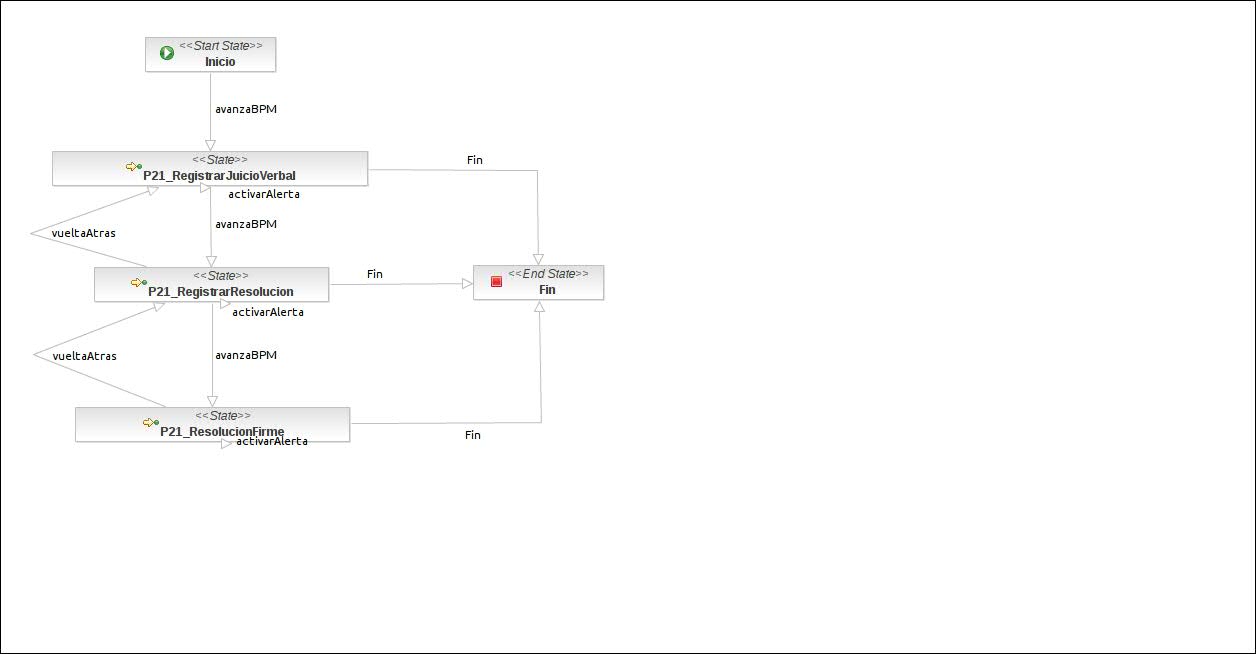 <<Start State>>
Inicio
avanzaBPM
<<State>>
P21_RegistrarJuicioVerbal
Fin
activarAlerta
avanzaBPM
vueltaAtras
<<State>>
P21_RegistrarResolucion
Fin
<<End State>>
Fin
activarAlerta
avanzaBPM
vueltaAtras
<<State>>
P21_ResolucionFirme
activarAlerta
Fin